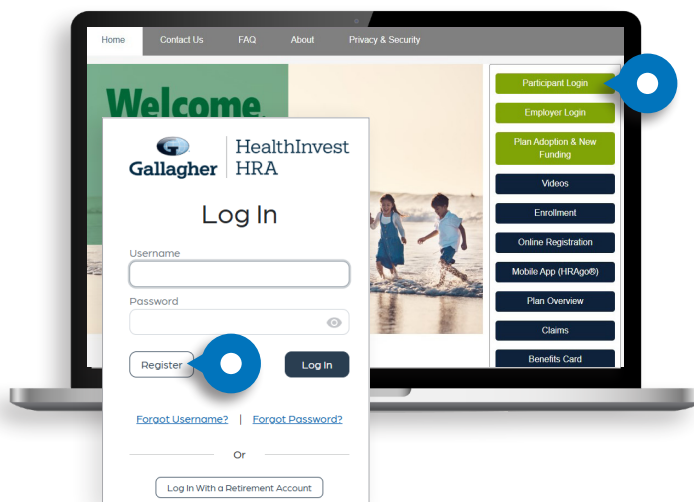 Home Contact Us FAQ About Privacy & Security
Welcome
Participant Login
Employer Login
Plan Adoption & New
Funding
Videos
Enrollment
Online Registration
Mobile App (HRAgo®)
Plan Overview
Claims
Benefits Card
Gallagher
HealthInvest
HRA
Log In
Username
Password
Register
Log In
Forgot Username? | Forgot Password?
Or
Log In With a Retirement Account